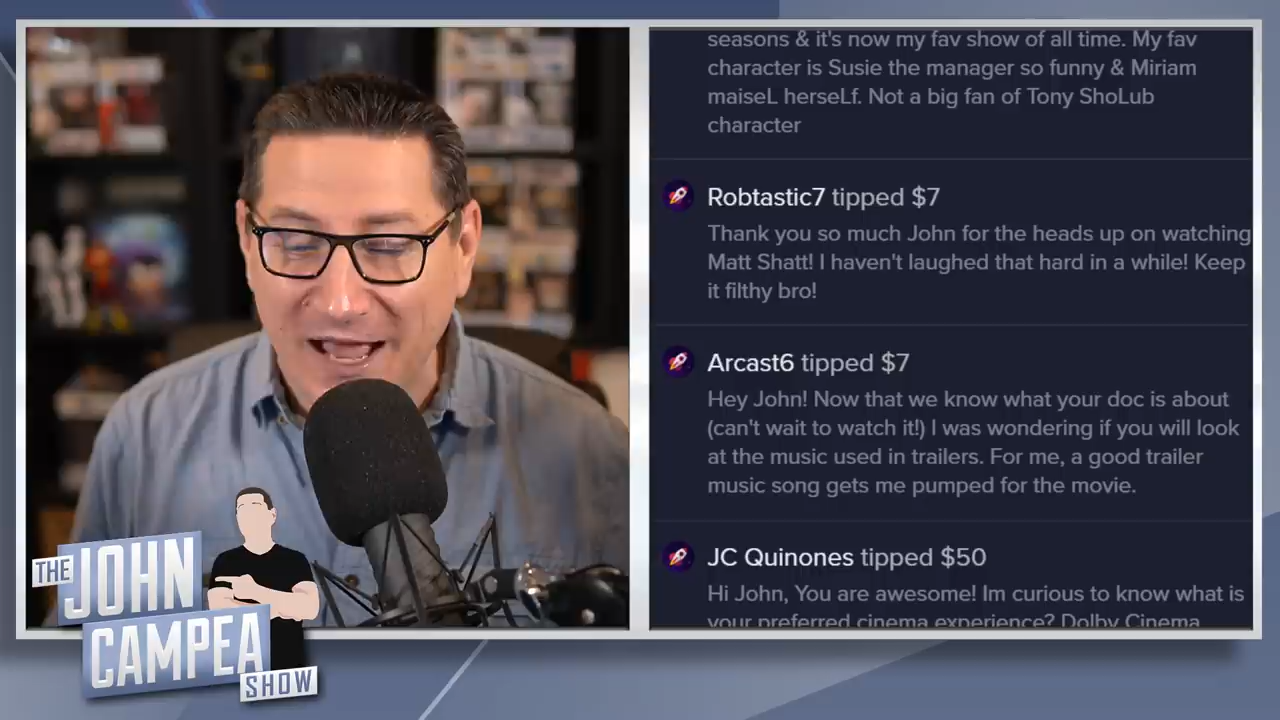 seasons & it's now my fav show of all time. My fav
character is Susie the manager so funny & Miriam
maiseL herseLf. Not a big fan of Tony ShoLub
character
Robtastic7 tipped $7
Thank you so much John for the heads up on watching
Matt Shatt! I haven't laughed that hard in a while! Keep
it filthy bro!
Arcast6 tipped $7
Hey John! Now that we know what your doc is about
(can't wait to watch it!) I was wondering if you will look
at the music used in trailers. For me, a good trailer
music song gets me pumped for the movie.
JC Quinones tipped $50
Hi John, You are awesome! Im curious to know what is
your preferred cinema experience? Dolby Cinema
THE
JOHN
CAMPEA
SHOW